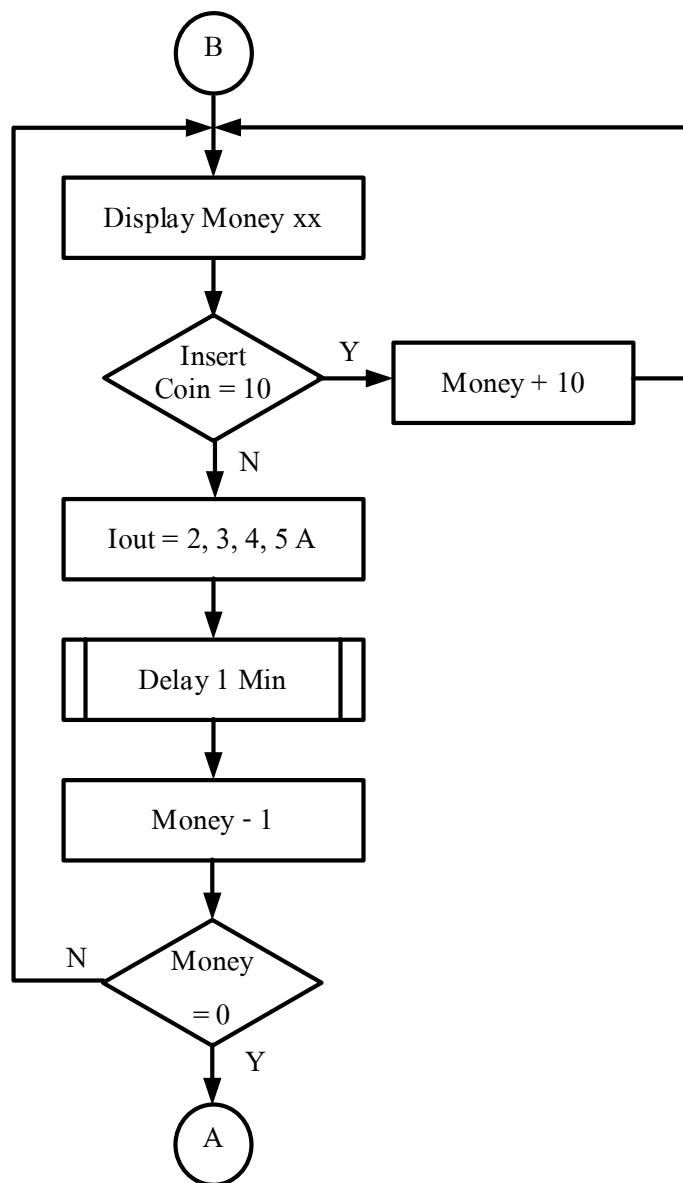 B
Display Money xx
Insert
Coin = 10
Y
Money + 10
N
Iout = 2, 3, 4, 5 A
Delay 1 Min
Money - 1
N
Money
= 0
Y
A